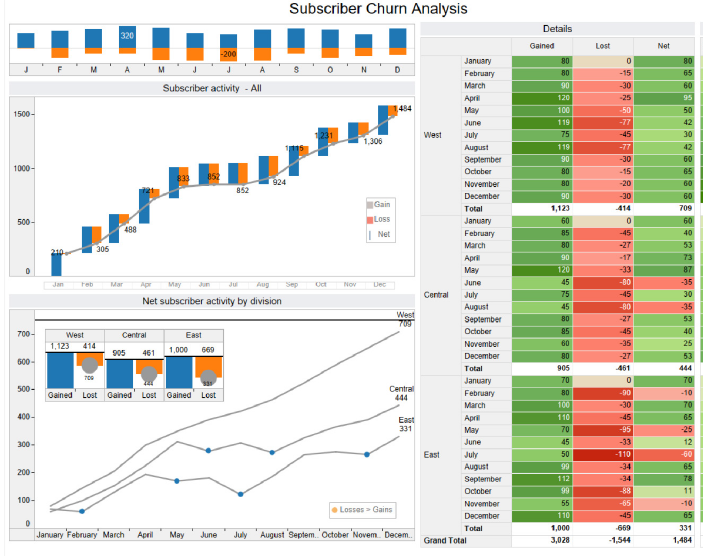 Subscriber Churn Analysis
320
-200
J F M A M J J A S O N D
Subscriber activity - All
1500
1000
500
0
210
305
488
721
833
852
852
924
1,115
1,231
1,306
1,484
Gain
Loss
Net
Jan Feb Mar Apr May Jun Jul Aug Sep Oct Nov Dec
Net subscriber activity by division
700
600
500
400
300
200
100
0
West Central East
1,123 414 905 461 1,000 669
709 444 331
Gained Lost Gained Lost Gained Lost
West
709
Central
444
East
331
Losses > Gains
January February March April May June July August Septem.. October Novem.. Decem..
Details
Gained Lost Net
West
January 80 0 80
February 80 -15 65
March 90 -30 60
April 120 -25 95
May 100 -50 50
June 119 -77 42
July 75 -45 30
August 119 -77 42
September 90 -30 60
October 80 -15 65
November 80 -20 60
December 90 -30 60
Total 1,123 -414 709
Central
January 60 0 60
February 85 -45 40
March 80 -27 53
April 90 -17 73
May 120 -33 87
June 45 -80 -35
July 75 -45 30
August 45 -80 -35
September 80 -27 53
October 85 -45 40
November 60 -35 25
December 80 -27 53
Total 905 -461 444
East
January 70 0 70
February 80 -90 -10
March 100 -30 70
April 110 -45 65
May 70 -95 -25
June 45 -33 12
July 50 -110 -60
August 99 -34 65
September 112 -34 78
October 99 -88 11
November 55 -65 -10
December 110 -45 65
Total 1,000 -669 331
Grand Total 3,028 -1,544 1,484